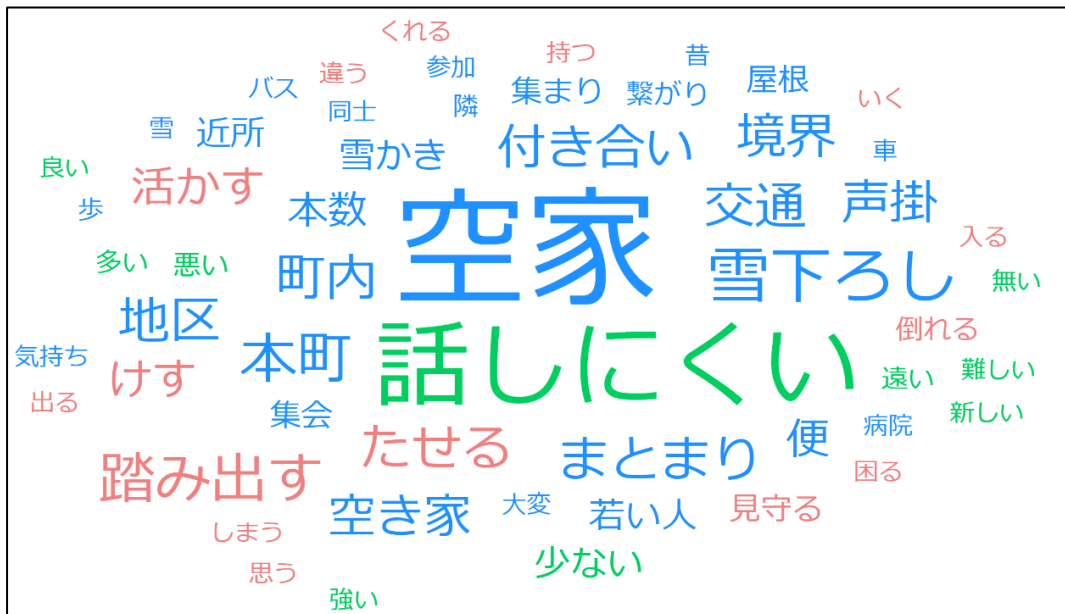 くれる
持つ
昔
違う
参加
バス
同士
隣
集まり
繋がり
屋根
いく
雪
近所
雪かき
付き合い
境界
車
良い
活かす
歩
本数
空家
交通
声掛
入る
多い
悪い
町内
雪下ろし
無い
地区
本町
話しにくい
倒れる
気持ち
けす
遠い
難しい
出る
集会
たせる
まとまり
便
病院
新しい
踏み出す
空き家
大変
若い人
見守る
困る
しまう
思う
少ない
強い